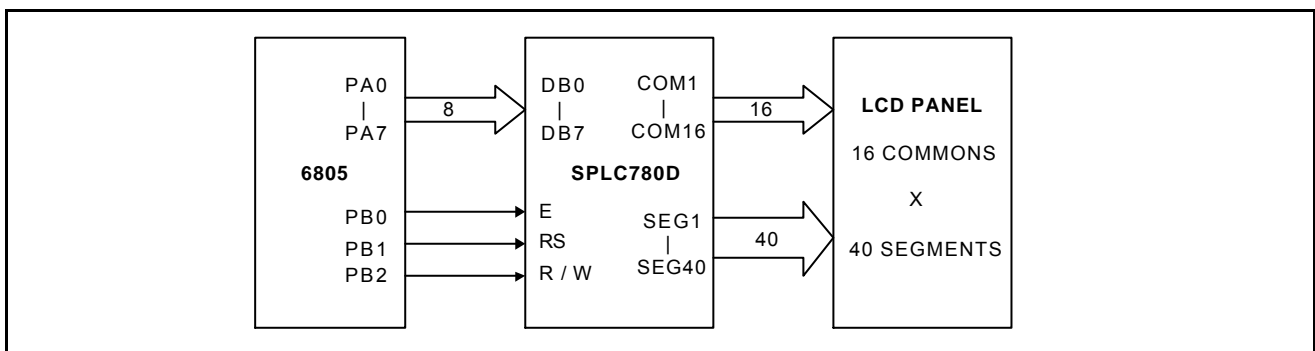 PA0
|
PA7
8
6805
PB0
PB1
PB2
DB0
|
DB7
COM1
|
COM16
SPLC780D
E
RS
R / W
SEG1
|
SEG40
16
40
LCD PANEL
16 COMMONS
X
40 SEGMENTS